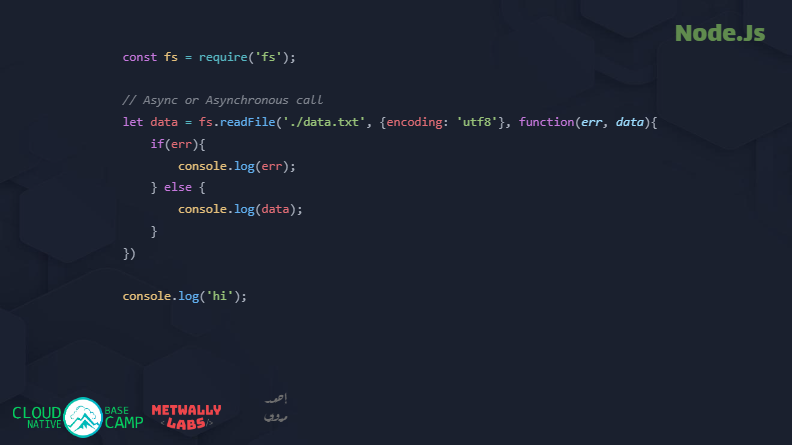 Node.Js
const fs = require('fs');
// Async or Asynchronous call
let data = fs.readFile('./data.txt', {encoding: 'utf8'}, function(err, data){
if(err){
console.log(err);
} else {
console.log(data);
}
})
console.log('hi');
CLOUD NATIVE
BASE CAMP
METWALLY
<LABS/>
احمد